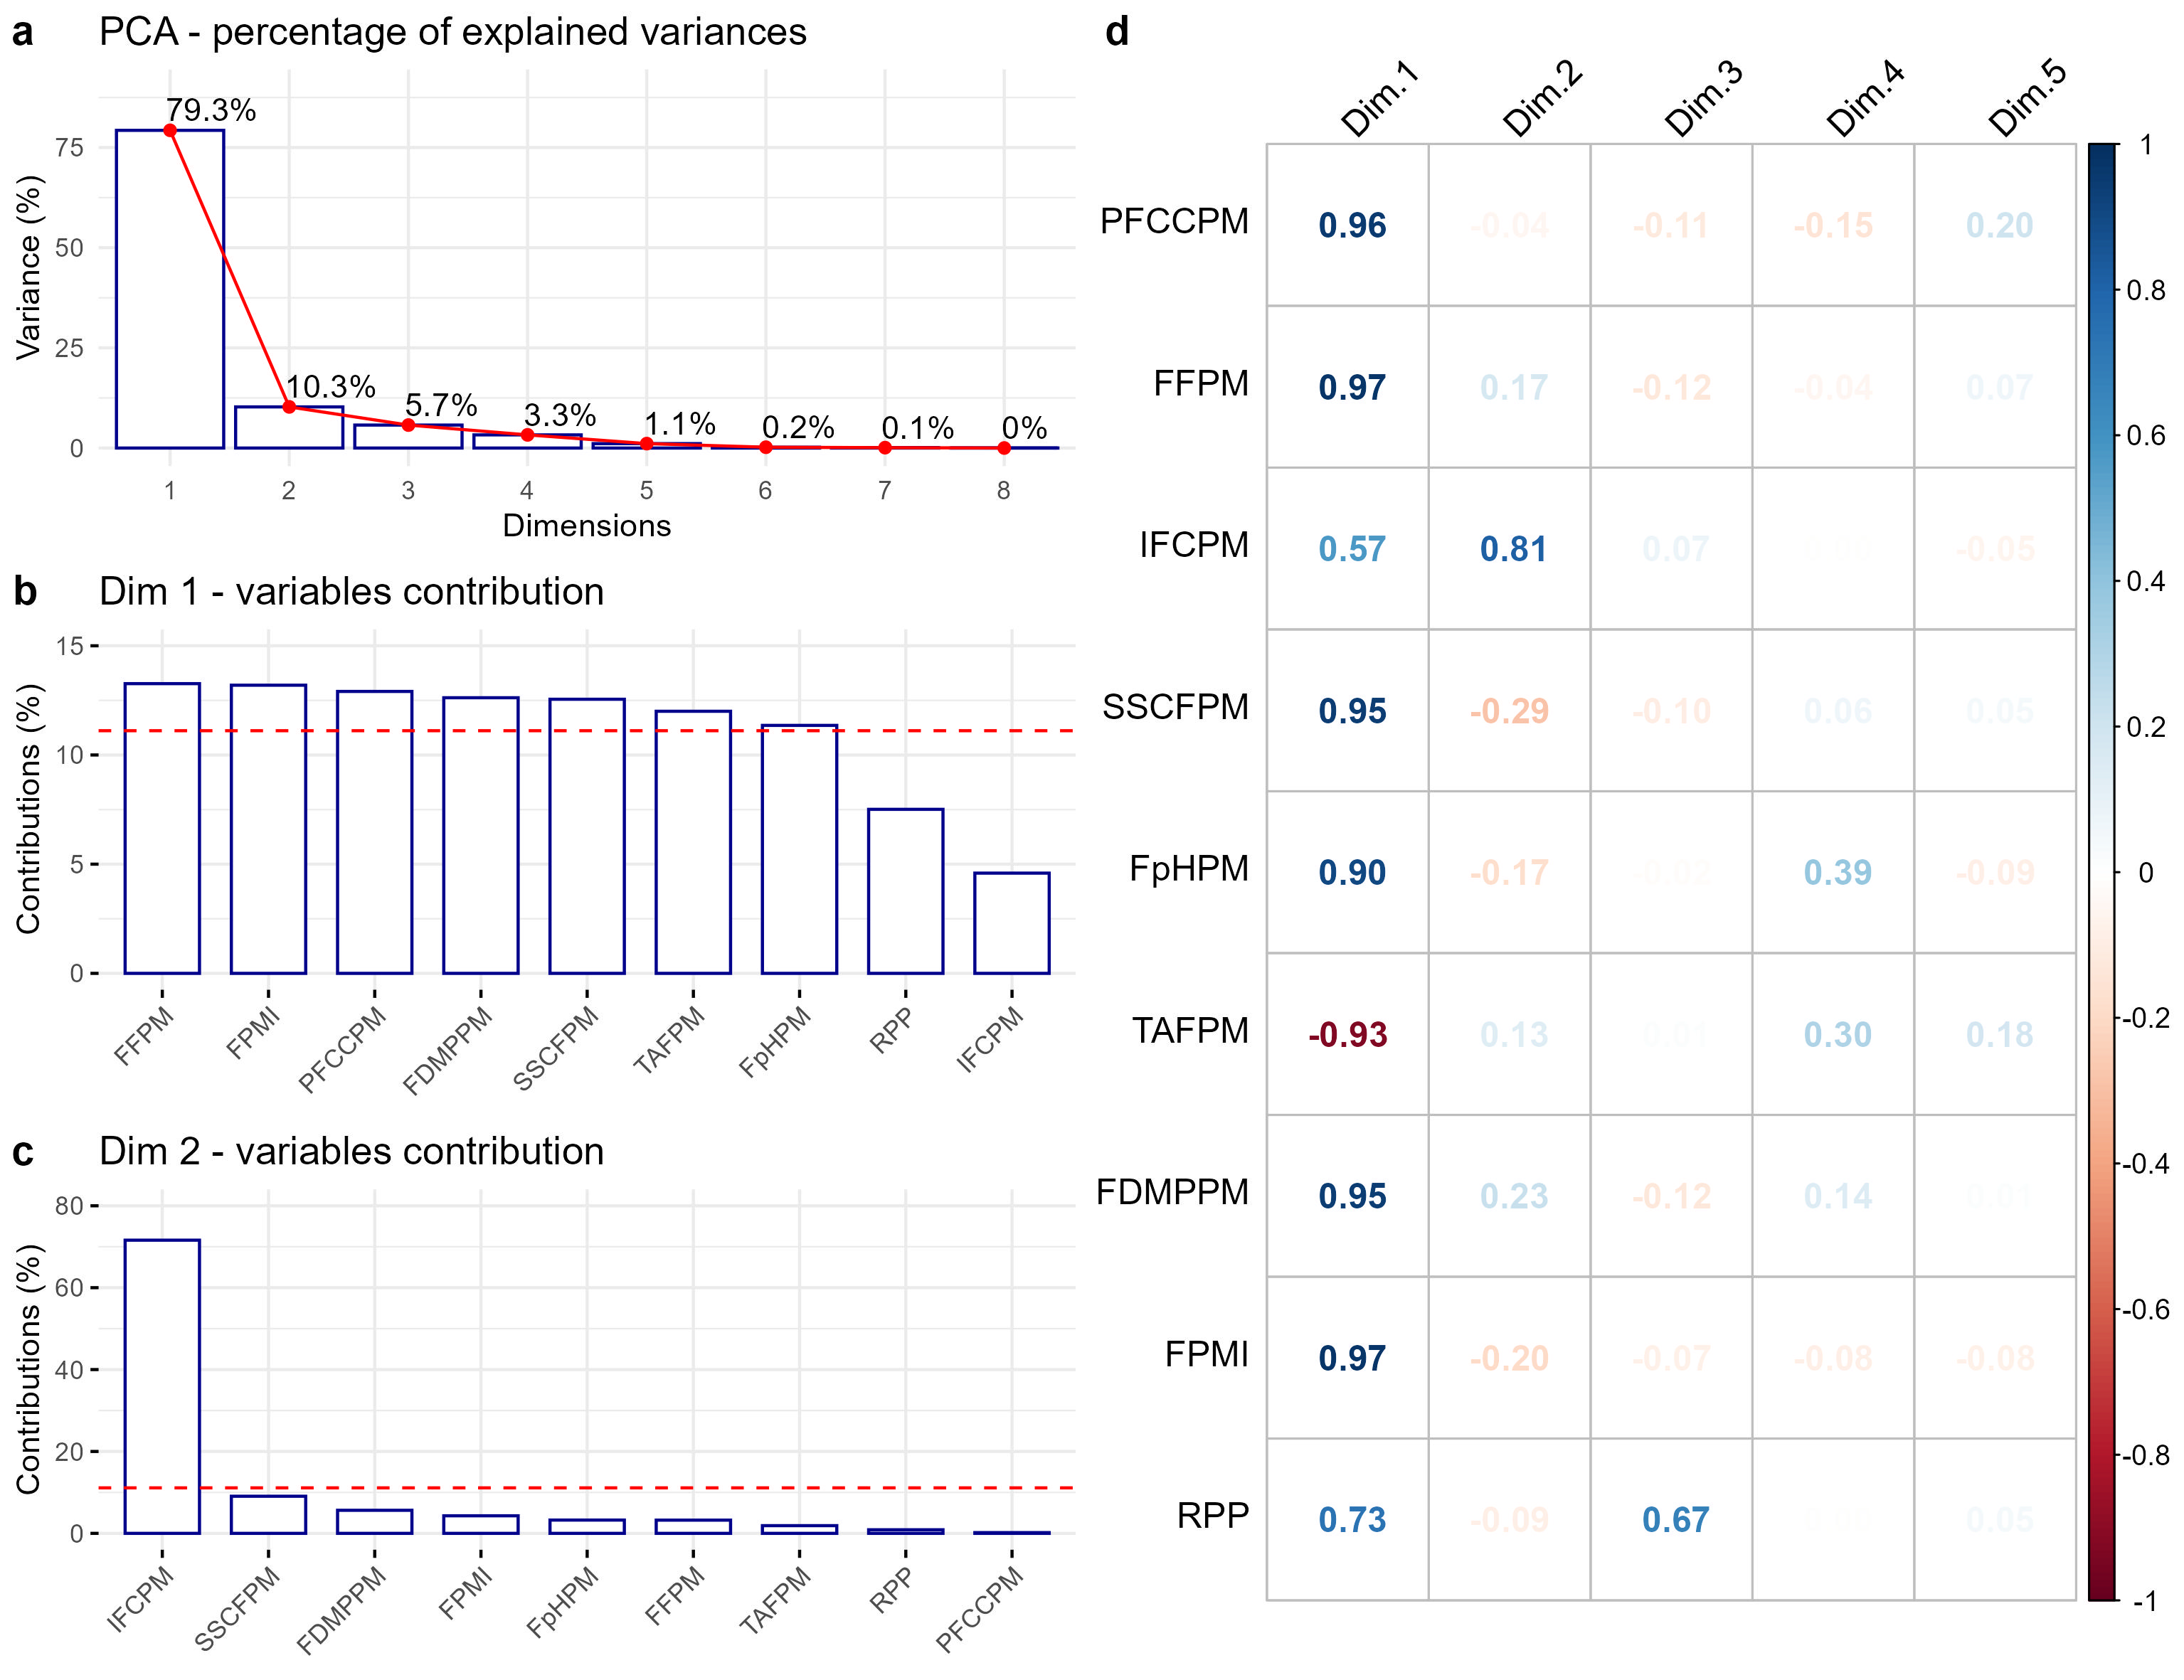 a PCA - percentage of explained variances
Variance (%)
75
50
25
0
79.3%
10.3%
5.7%
3.3%
1.1%
0.2%
0.1%
0%
1 2 3 4 5 6 7 8
Dimensions
b Dim 1 - variables contribution
Contributions (%)
15
10
5
0
FFPM FPMI PFCCPM FDMPPM SSCFPM TAFPM FpHPM RPP IFCPM
c Dim 2 - variables contribution
Contributions (%)
80
60
40
20
0
IFCPM SSCFPM FDMPPM FPMI FpHPM FFPM TAFPM RPP PFCCPM
d
Dim.1 Dim.2 Dim.3 Dim.4 Dim.5
PFCCPM 0.96 -0.04 -0.11 -0.15 0.20
FFPM 0.97 0.17 -0.12 -0.04 0.07
IFCPM 0.57 0.81 0.07 -0.05
SSCFPM 0.95 -0.29 -0.10 0.06 0.05
FpHPM 0.90 -0.17 0.39 -0.09
TAFPM -0.93 0.13 0.30 0.18
FDMPPM 0.95 0.23 -0.12 0.14
FPMI 0.97 -0.20 -0.07 -0.08 -0.08
RPP 0.73 -0.09 0.67 0.05
1
0.8
0.6
0.4
0.2
0
-0.2
-0.4
-0.6
-0.8
-1